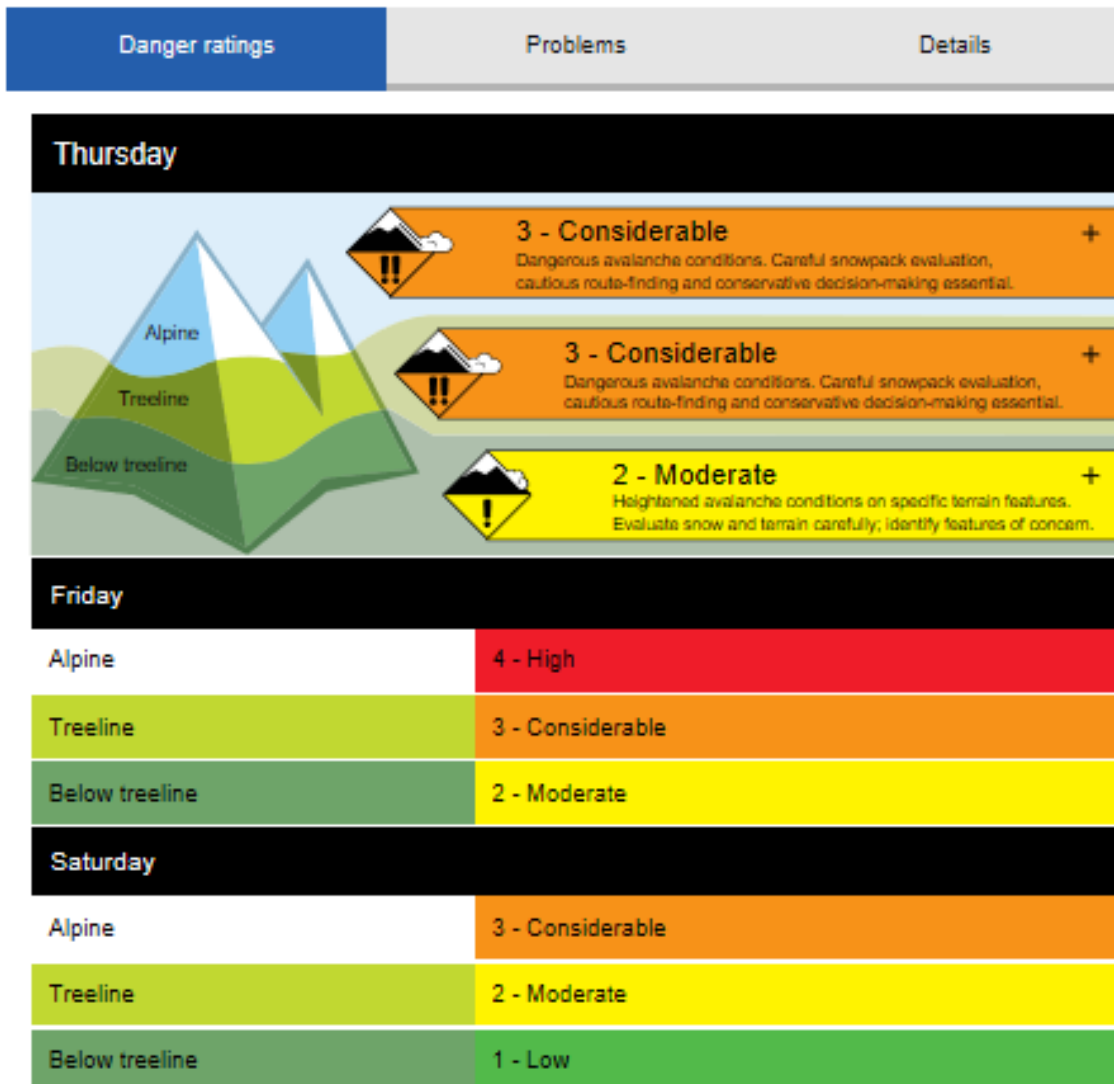 Danger ratings Problems Details
Thursday
3 - Considerable +
Dangerous avalanche conditions. Careful snowpack evaluation,
cautious route-finding and conservative decision-making essential.
!!
Alpine
3 - Considerable +
Dangerous avalanche conditions. Careful snowpack evaluation,
cautious route-finding and conservative decision-making essential.
!!
Treeline
Below treeline
2 - Moderate +
Heightened avalanche conditions on specific terrain features.
Evaluate snow and terrain carefully; identify features of concern.
!
Friday
Alpine 4 - High
Treeline 3 - Considerable
Below treeline 2 - Moderate
Saturday
Alpine 3 - Considerable
Treeline 2 - Moderate
Below treeline 1 - Low